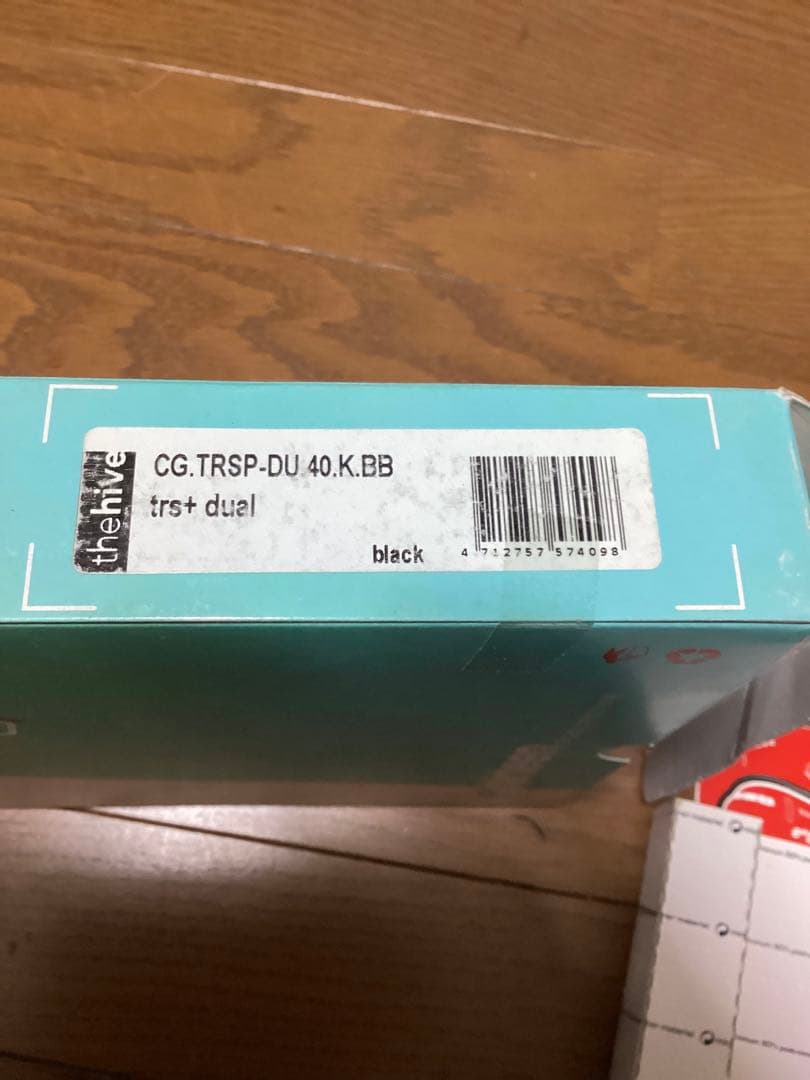 thehive
CG.TRSP-DU.40.K.BB
trs+ dual
black
4 712757 574098